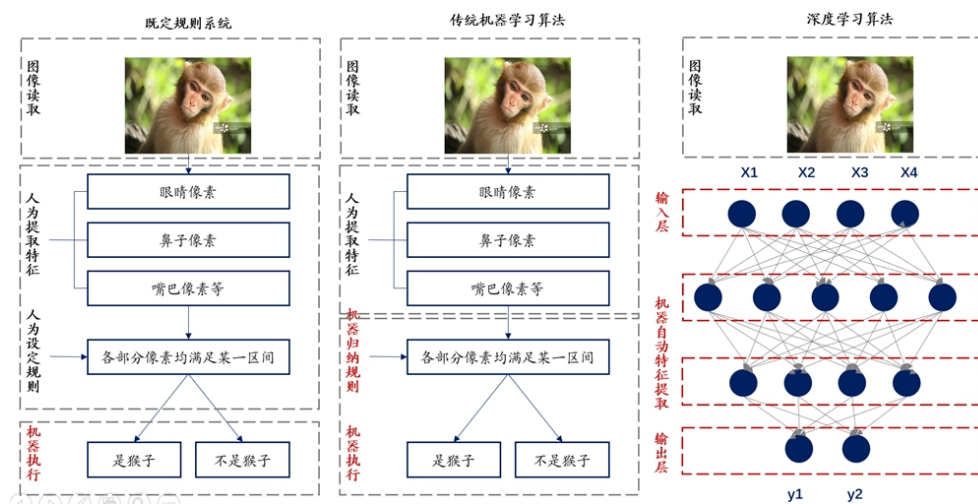 既定规则系统
图像读取
人为提取特征
眼睛像素
鼻子像素
嘴巴像素等
人为设定规则
各部分像素均满足某一区间
机器执行
是猴子
不是猴子
传统机器学习算法
图像读取
人为提取特征
眼睛像素
鼻子像素
嘴巴像素等
机器归纳规则
各部分像素均满足某一区间
机器执行
是猴子
不是猴子
深度学习算法
图像读取
X1 X2 X3 X4
输入层
机器自动特征提取
输出层
y1 y2